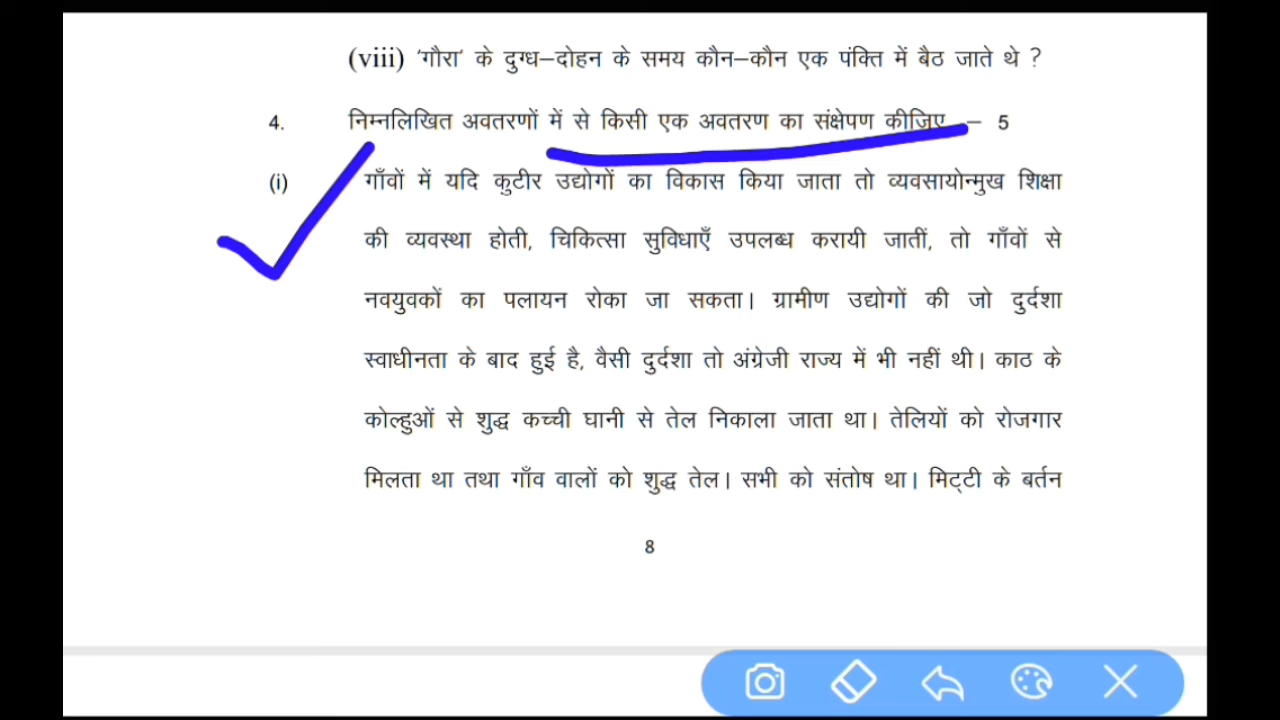 (viii) 'गौरा' के दुग्ध–दोहन के समय कौन–कौन एक पंक्ति में बैठ जाते थे ?
4. निम्नलिखित अवतरणों में से किसी एक अवतरण का संक्षेपण कीजिए – 5
(i) गाँवों में यदि कुटीर उद्योगों का विकास किया जाता तो व्यवसायोन्मुख शिक्षा
की व्यवस्था होती, चिकित्सा सुविधाएँ उपलब्ध करायी जातीं, तो गाँवों से
नवयुवकों का पलायन रोका जा सकता। ग्रामीण उद्योगों की जो दुर्दशा
स्वाधीनता के बाद हुई है, वैसी दुर्दशा तो अंग्रेजी राज्य में भी नहीं थी। काठ के
कोल्हुओं से शुद्ध कच्ची घानी से तेल निकाला जाता था। तेलियों को रोजगार
मिलता था तथा गाँव वालों को शुद्ध तेल। सभी को संतोष था। मिट्टी के बर्तन
8